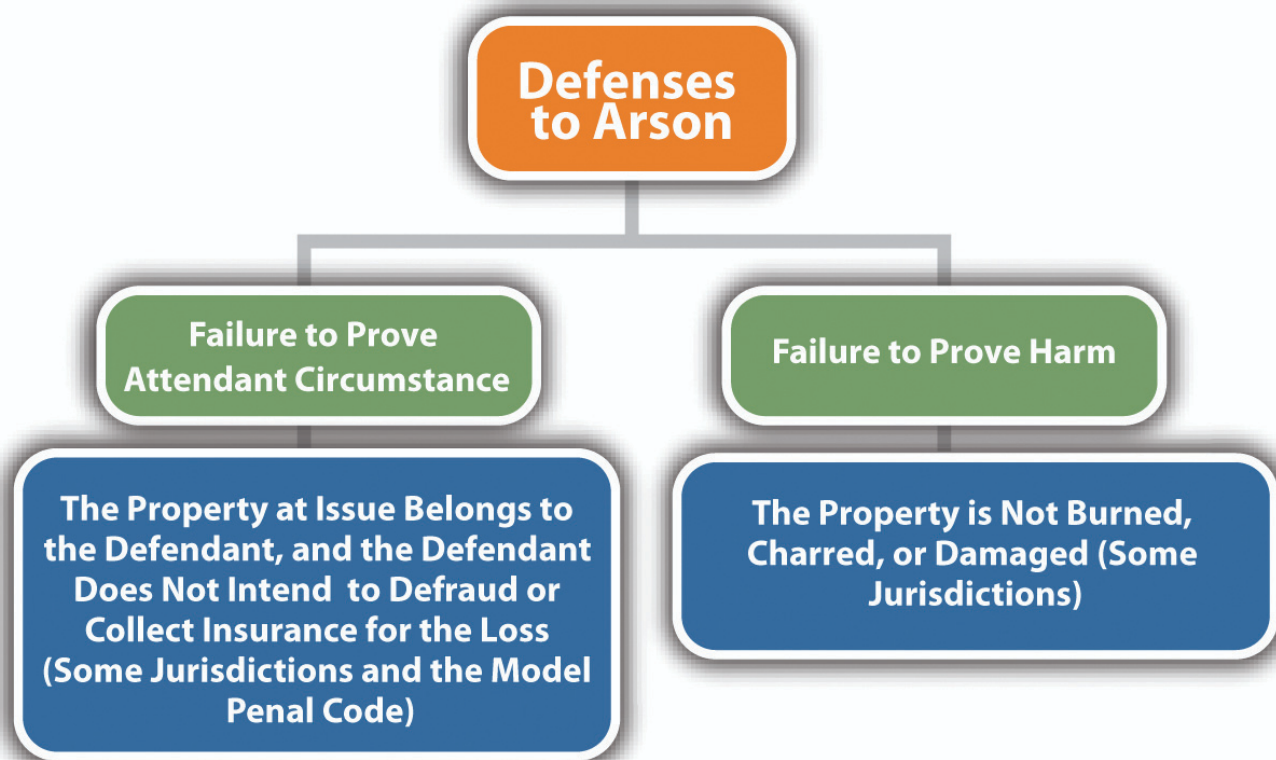 Defenses
to Arson
Failure to Prove
Attendant Circumstance
Failure to Prove Harm
The Property at Issue Belongs to
the Defendant, and the Defendant
Does Not Intend to Defraud or
Collect Insurance for the Loss
(Some Jurisdictions and the Model
Penal Code)
The Property is Not Burned,
Charred, or Damaged (Some
Jurisdictions)